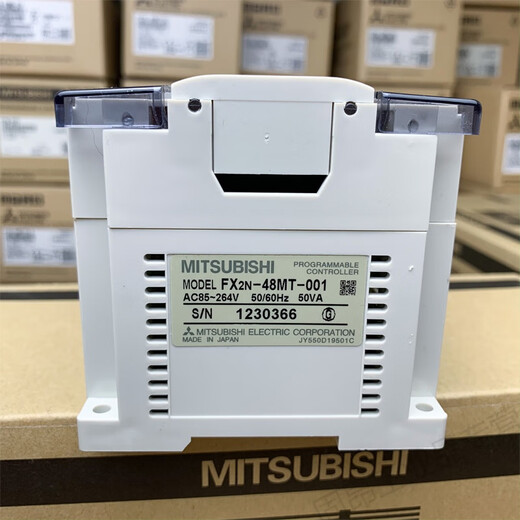 MITSUBISHI
PROGRAMMABLE
CONTROLLER
MODEL FX2N-48MT-001
AC85~264V 50/60Hz 50VA
S/N 1230366 G
MITSUBISHI ELECTRIC CORPORATION
MADE IN JAPAN JY550D19501C
MITSUBISHI